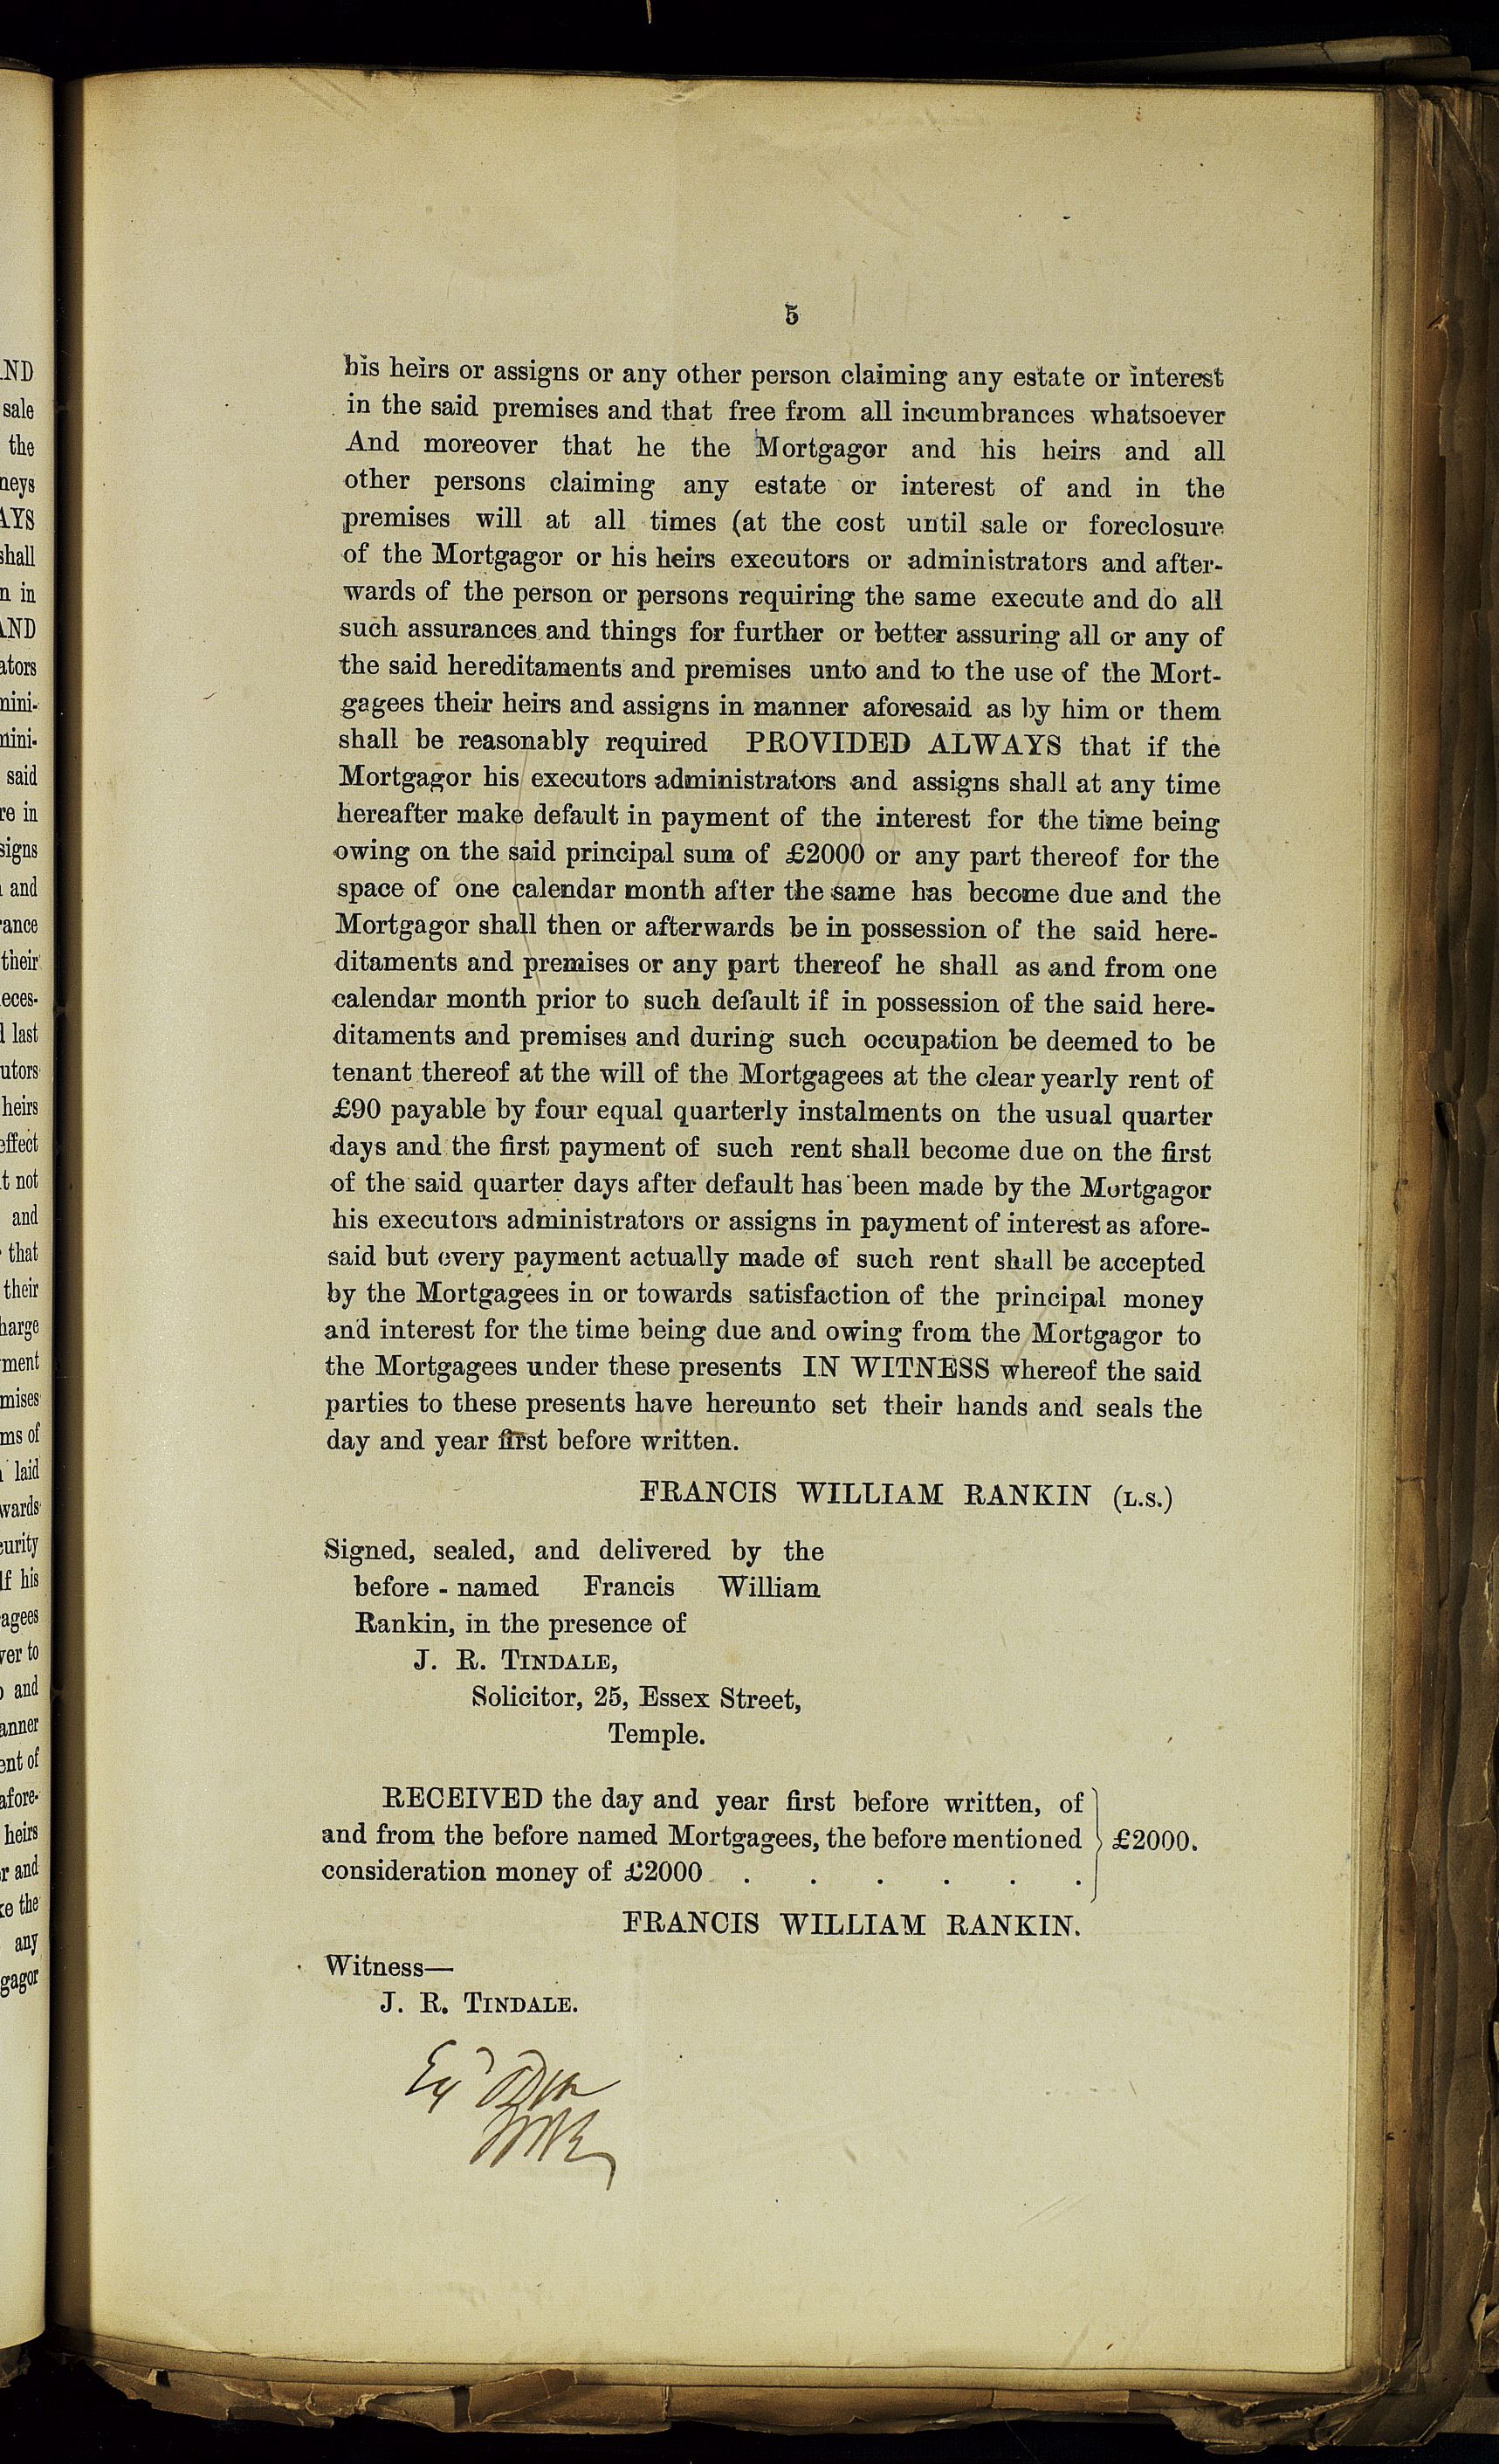 5
his heirs or assigns or any other person claiming any estate or interest
in the said premises and that free from all incumbrances whatsoever
And moreover that he the Mortgagor and his heirs and all
other persons claiming any estate or interest of and in the
premises will at all times (at the cost until sale or foreclosure
of the Mortgagor or his heirs executors or administrators and after-
wards of the person or persons requiring the same execute and do all
such assurances and things for further or better assuring all or any of
the said hereditaments and premises unto and to the use of the Mort-
gagees their heirs and assigns in manner aforesaid as by him or them
shall be reasonably required PROVIDED ALWAYS that if the
Mortgagor his executors administrators and assigns shall at any time
hereafter make default in payment of the interest for the time being
owing on the said principal sum of £2000 or any part thereof for the
space of one calendar month after the same has become due and the
Mortgagor shall then or afterwards be in possession of the said here-
ditaments and premises or any part thereof he shall as and from one
calendar month prior to such default if in possession of the said here-
ditaments and premises and during such occupation be deemed to be
tenant thereof at the will of the Mortgagees at the clear yearly rent of
£90 payable by four equal quarterly instalments on the usual quarter
days and the first payment of such rent shall become due on the first
of the said quarter days after default has been made by the Mortgagor
his executors administrators or assigns in payment of interest as afore-
said but every payment actually made of such rent shall be accepted
by the Mortgagees in or towards satisfaction of the principal money
and interest for the time being due and owing from the Mortgagor to
the Mortgagees under these presents IN WITNESS whereof the said
parties to these presents have hereunto set their hands and seals the
day and year first before written.
FRANCIS WILLIAM RANKIN (L.S.)
Signed, sealed, and delivered by the
before-named Francis William
Rankin, in the presence of
J. R. TINDALE,
Solicitor, 25, Essex Street,
Temple.
RECEIVED the day and year first before written, of
and from the before named Mortgagees, the before mentioned } £2000.
consideration money of £2000 . . . . . .
FRANCIS WILLIAM RANKIN.
Witness—
J. R. TINDALE.